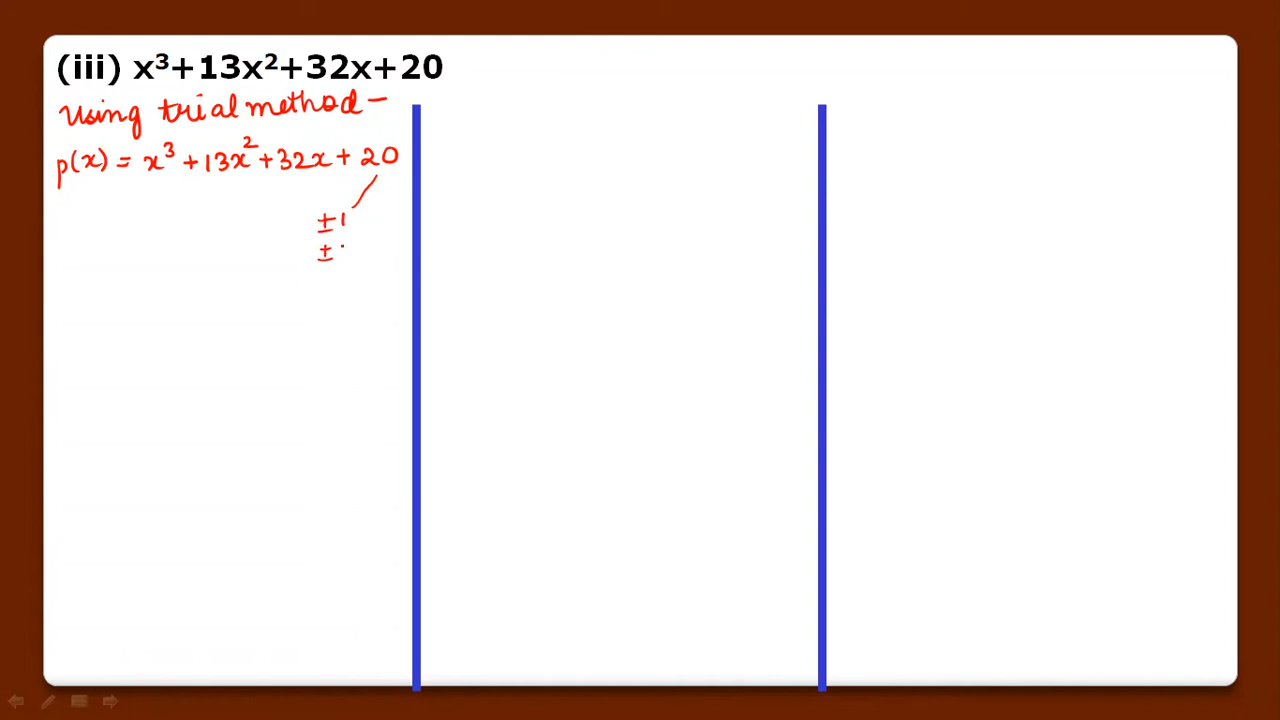 (iii) x³+13x²+32x+20
Using trial method -
p(x) = x³ + 13x² + 32x + 20
± 1
±